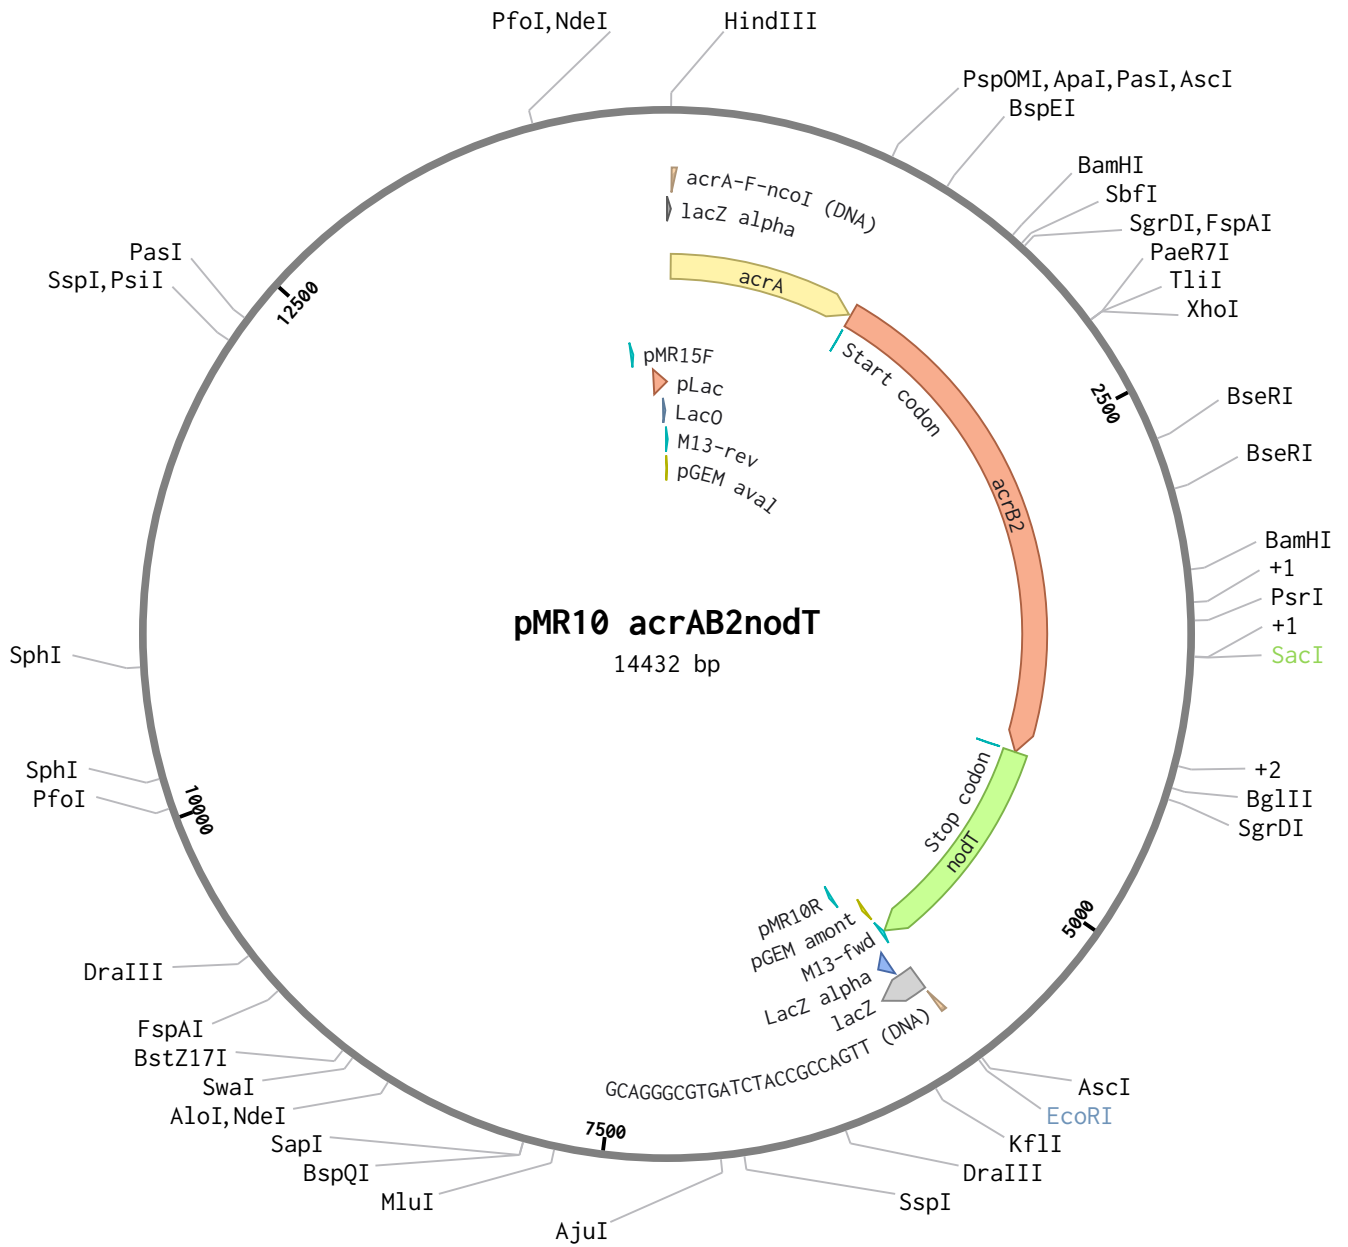 PfoI,NdeI
HindIII
PspOMI,ApaI,PasI,AscI
BspEI
BamHI
SbfI
SgrDI,FspAI
PaeR7I
TliI
XhoI
2500
BseRI
BseRI
BamHI
+1
PsrI
+1
SacI
+2
BglII
SgrDI
5000
AscI
EcoRI
KflI
DraIII
SspI
AjuI
7500
MluI
BspQI
SapI
AloI,NdeI
SwaI
BstZ17I
FspAI
DraIII
10000
PfoI
SphI
SphI
12500
SspI,PsiI
PasI
acrA-F-ncoI (DNA)
lacZ alpha
acrA
Start codon
acrB2
pMR15F
pLac
LacO
M13-rev
pGEM aval
pMR10 acrAB2nodT
14432 bp
Stop codon
nodT
pMR10R
pGEM amont
M13-fwd
LacZ alpha
lacZ
GCAGGGCGTGATCTACCGCCAGTT (DNA)